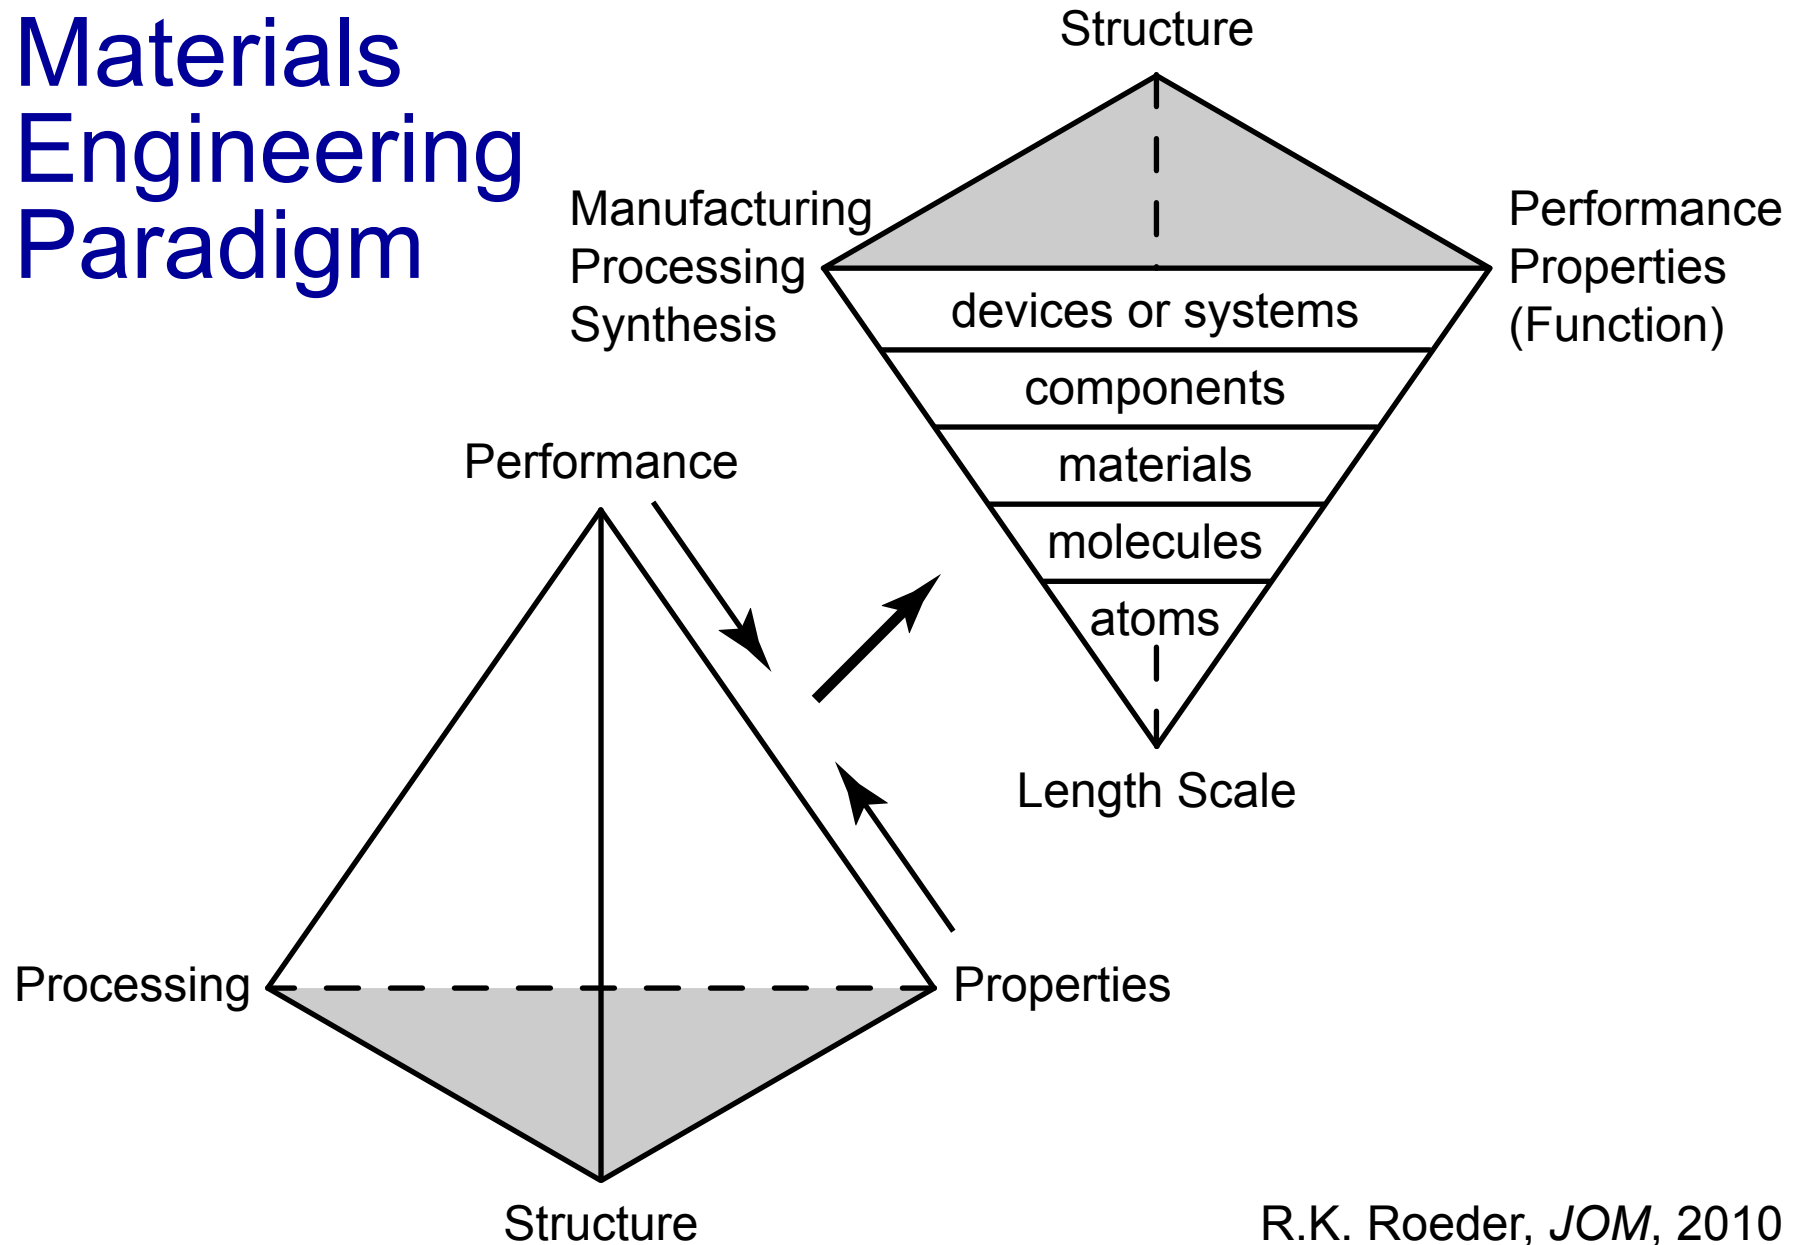 Materials
Engineering
Paradigm
Structure
Manufacturing
Processing
Synthesis
Performance
Properties
(Function)
devices or systems
components
materials
molecules
atoms
Length Scale
Performance
Processing
Properties
Structure
R.K. Roeder, JOM, 2010